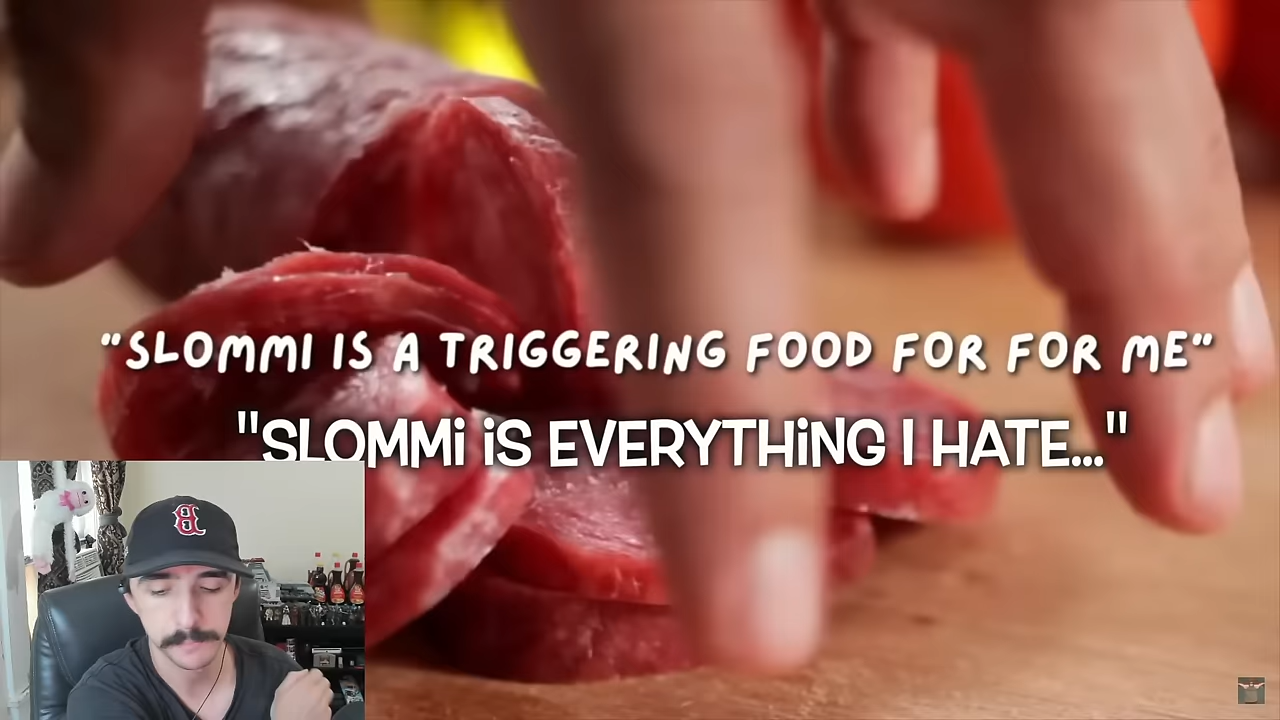 "SLOMMI IS A TRIGGERING FOOD FOR FOR ME"
"SLOMMi iS EVERYTHiNG I HATE..."
B